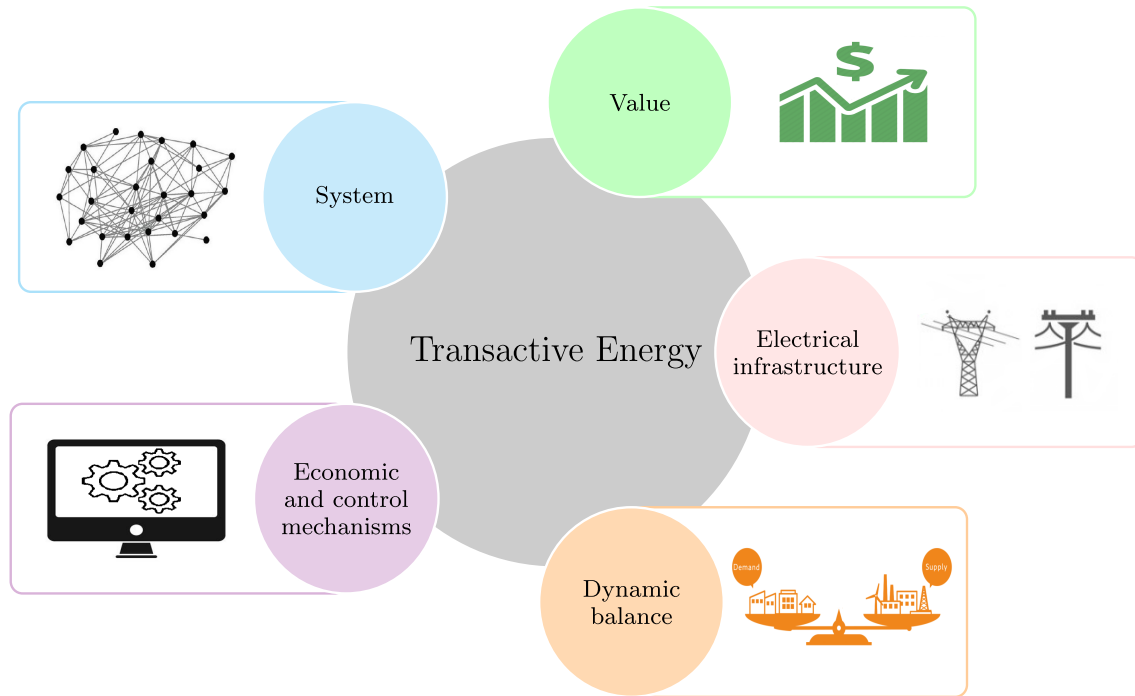 Value
$
System
Transactive Energy
Electrical
infrastructure
Economic
and control
mechanisms
Dynamic
balance
Demand
Supply